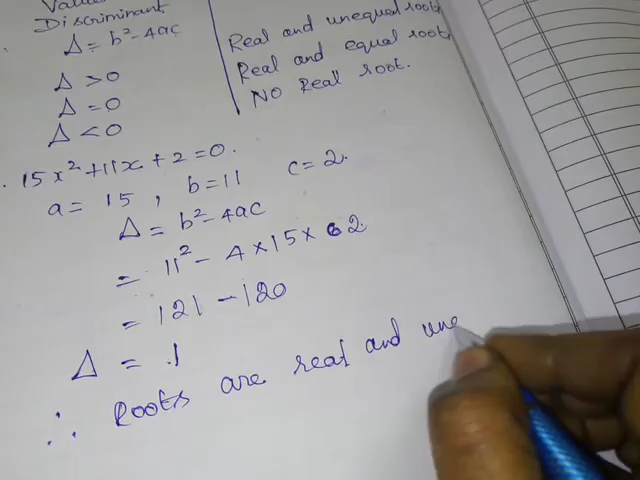 Value
Discriminant
Δ = b² - 4ac
Δ > 0
Δ = 0
Δ < 0
Real and unequal root
Real and equal root
No Real root.
15x² + 11x + 2 = 0.
a = 15 , b = 11 c = 2.
Δ = b² - 4ac
= 11² - 4 × 15 × 2
= 121 - 120
Δ = 1
∴ Roots are real and une